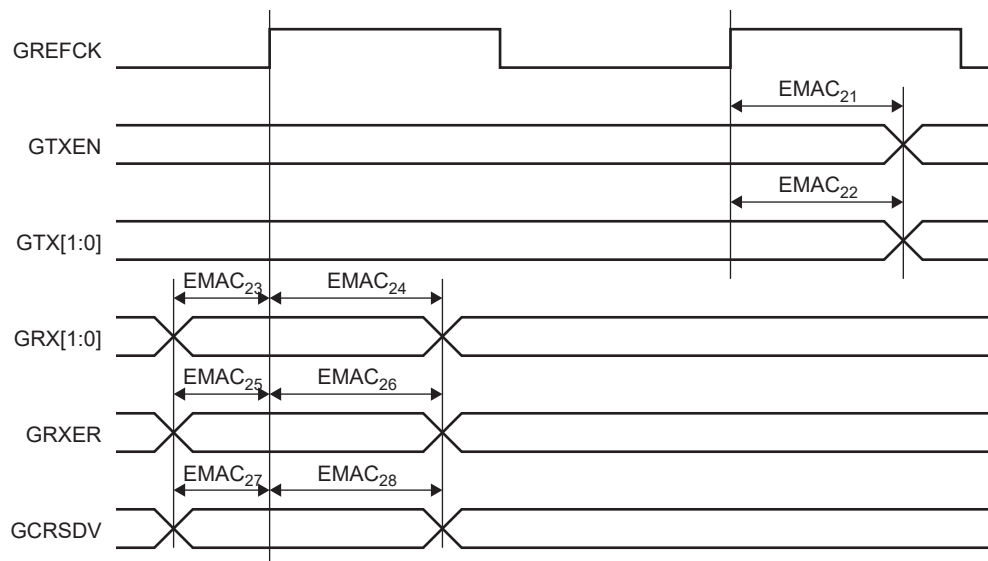 GREFCK
EMAC21
GTXEN
EMAC22
GTX[1:0]
EMAC23 EMAC24
GRX[1:0]
EMAC25 EMAC26
GRXER
EMAC27 EMAC28
GCRSDV